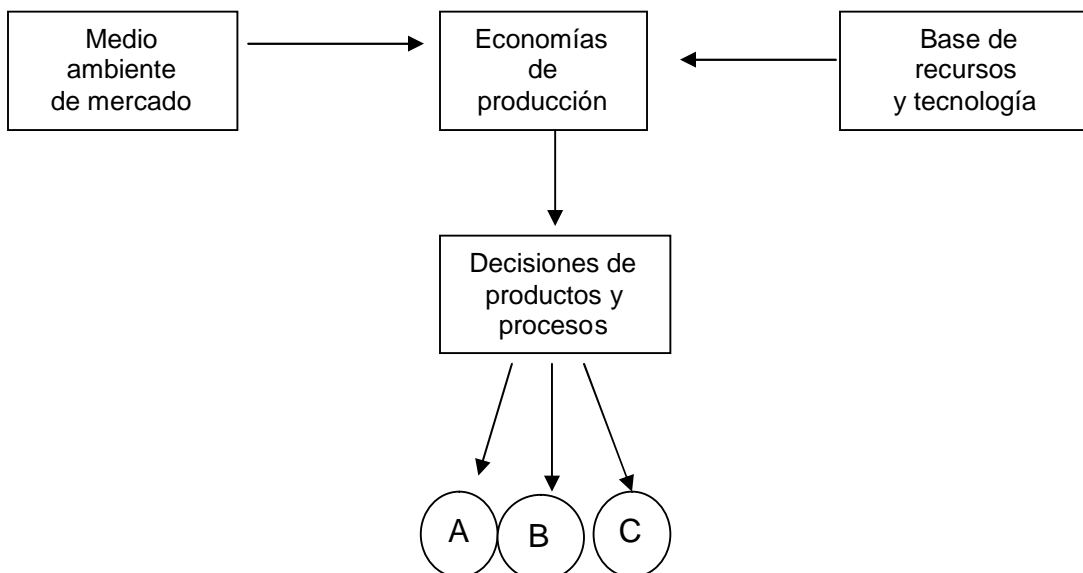 Medio
ambiente
de mercado
Economías
de
producción
Base de
recursos
y tecnología
Decisiones de
productos y
procesos
A
B
C